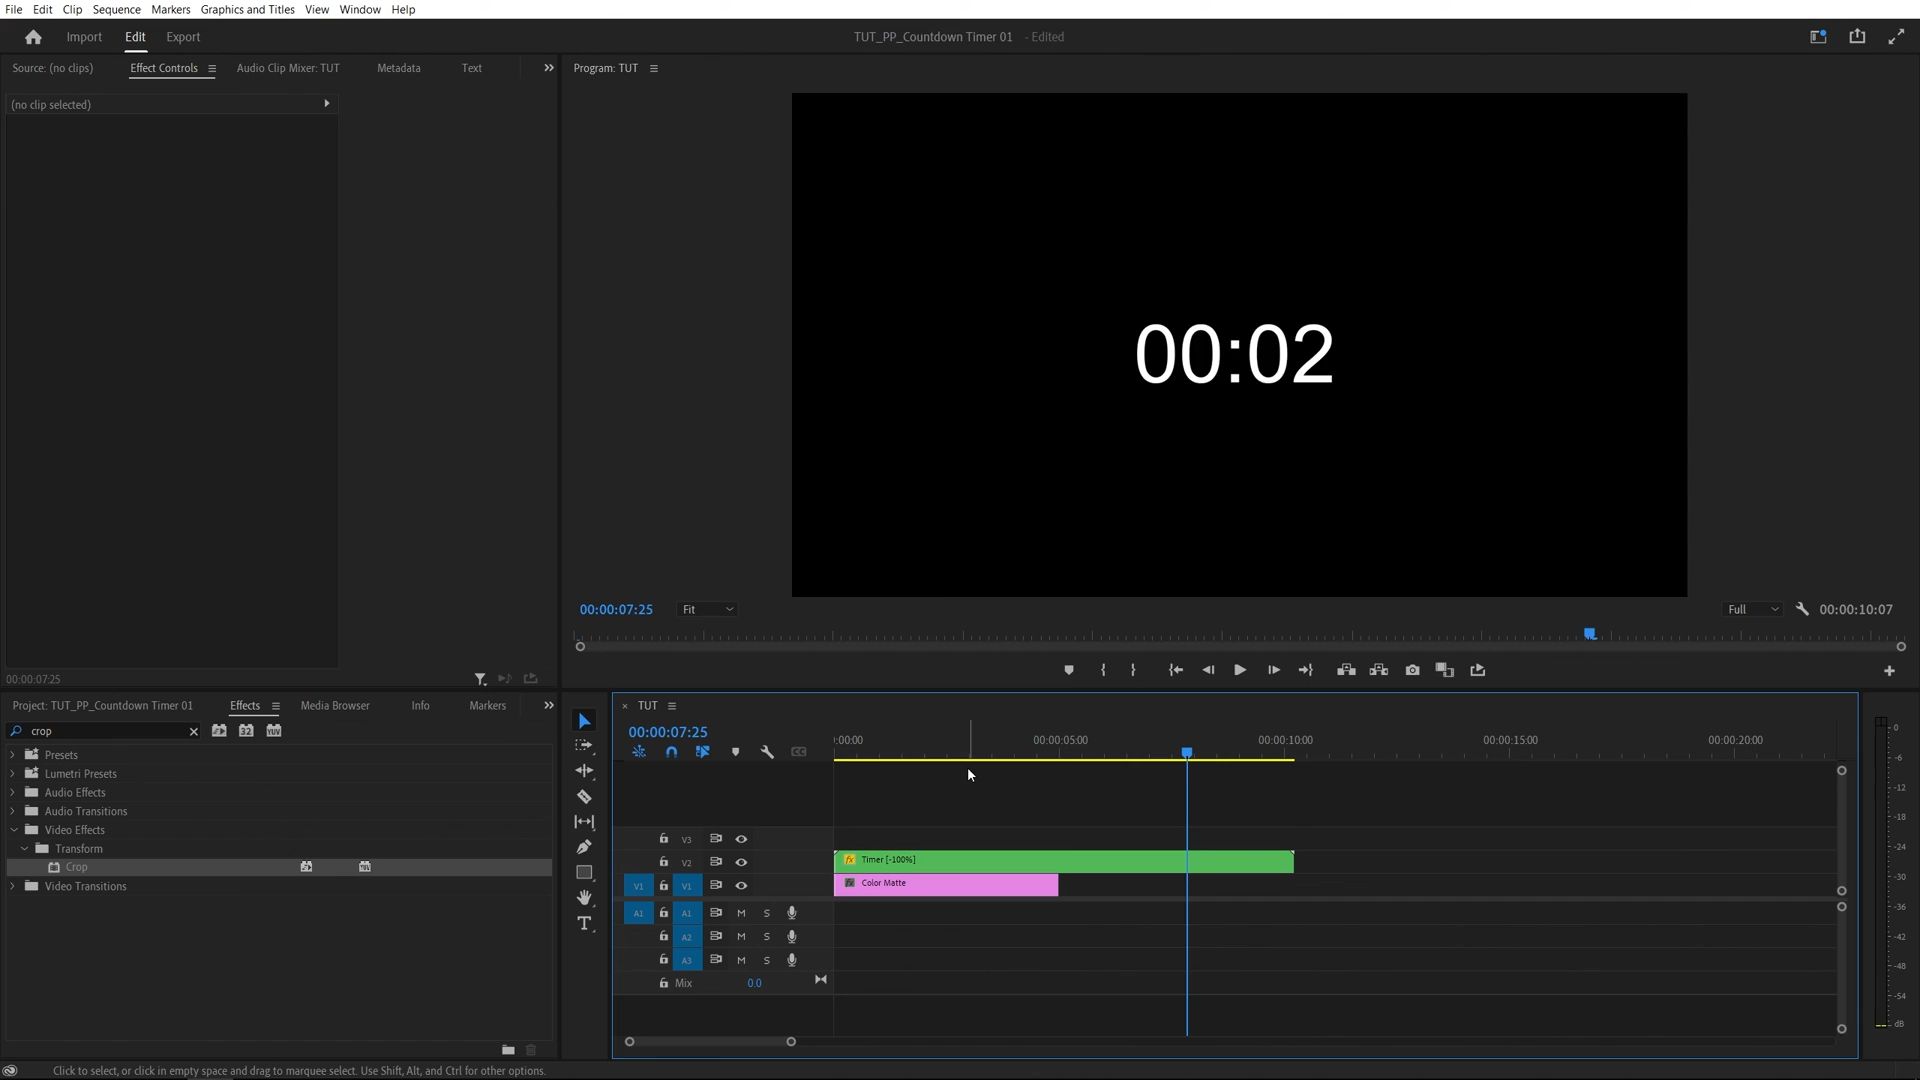 File Edit Clip Sequence Markers Graphics and Titles View Window Help
Import Edit Export TUT_PP_Countdown Timer 01 - Edited
Source: (no clips) Effect Controls Audio Clip Mixer: TUT Metadata Text Program: TUT
(no clip selected)
00:02
00:00:07:25 Fit Full 00:00:10:07
00:00:07:25
Project: TUT_PP_Countdown Timer 01 Effects Media Browser Info Markers
crop 32 YUV
Presets
Lumetri Presets
Audio Effects
Audio Transitions
Video Effects
Transform
Crop
Video Transitions
TUT
00:00:07:25
:00:00 00:00:05:00 00:00:10:00 00:00:15:00 00:00:20:00
V3
V2 Timer [-100%]
V1 V1 Color Matte
A1 A1 M S
A2 M S
A3 M S
Mix 0.0
0
-6
-12
-18
-24
-30
-36
-42
-48
-54
dB
Click to select, or click in empty space and drag to marquee select. Use Shift, Alt, and Ctrl for other options.